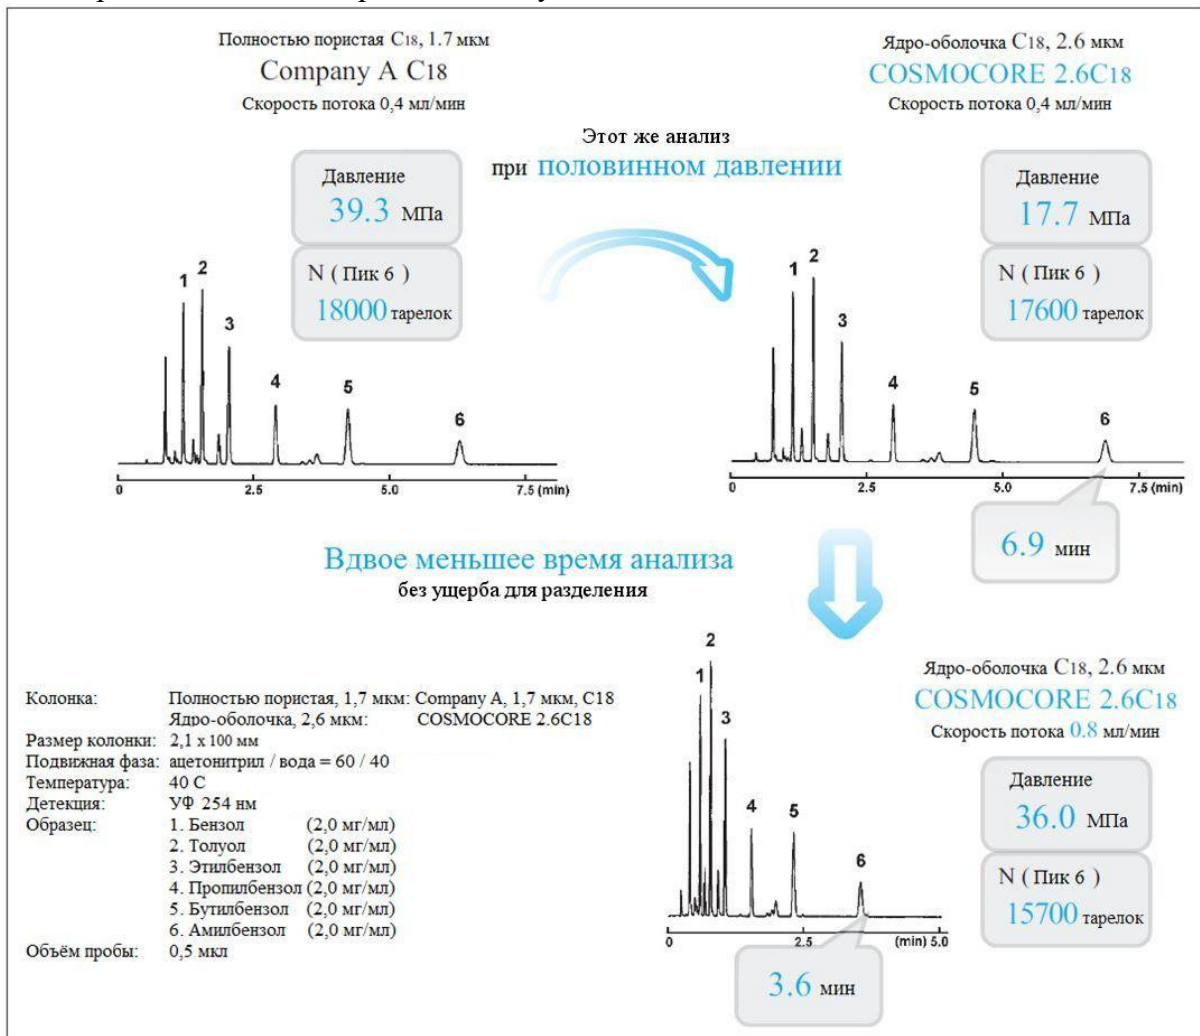 Полностью пористая C18, 1.7 мкм
Company A C18
Скорость потока 0,4 мл/мин
Ядро-оболочка C18, 2.6 мкм
COSMOCORE 2.6C18
Скорость потока 0,4 мл/мин
Этот же анализ
при половинном давлении
Давление
39.3 МПа
N ( Пик 6 )
18000 тарелок
1
2
3
4
5
6
0 2.5 5.0 7.5 (min)
Давление
17.7 МПа
N ( Пик 6 )
17600 тарелок
1
2
3
4
5
6
0 2.5 5.0 7.5 (min)
6.9 мин
Вдвое меньшее время анализа
без ущерба для разделения
Ядро-оболочка C18, 2.6 мкм
COSMOCORE 2.6C18
Скорость потока 0.8 мл/мин
Давление
36.0 МПа
N ( Пик 6 )
15700 тарелок
1
2
3
4
5
6
0 2.5 (min) 5.0
3.6 мин
Колонка: Полностью пористая, 1,7 мкм: Company A, 1,7 мкм, C18
Ядро-оболочка, 2,6 мкм: COSMOCORE 2.6C18
Размер колонки: 2,1 x 100 мм
Подвижная фаза: ацетонитрил / вода = 60 / 40
Температура: 40 С
Детекция: УФ 254 нм
Образец: 1. Бензол (2,0 мг/мл)
2. Толуол (2,0 мг/мл)
3. Этилбензол (2,0 мг/мл)
4. Пропилбензол (2,0 мг/мл)
5. Бутилбензол (2,0 мг/мл)
6. Амилбензол (2,0 мг/мл)
Объём пробы: 0,5 мкл